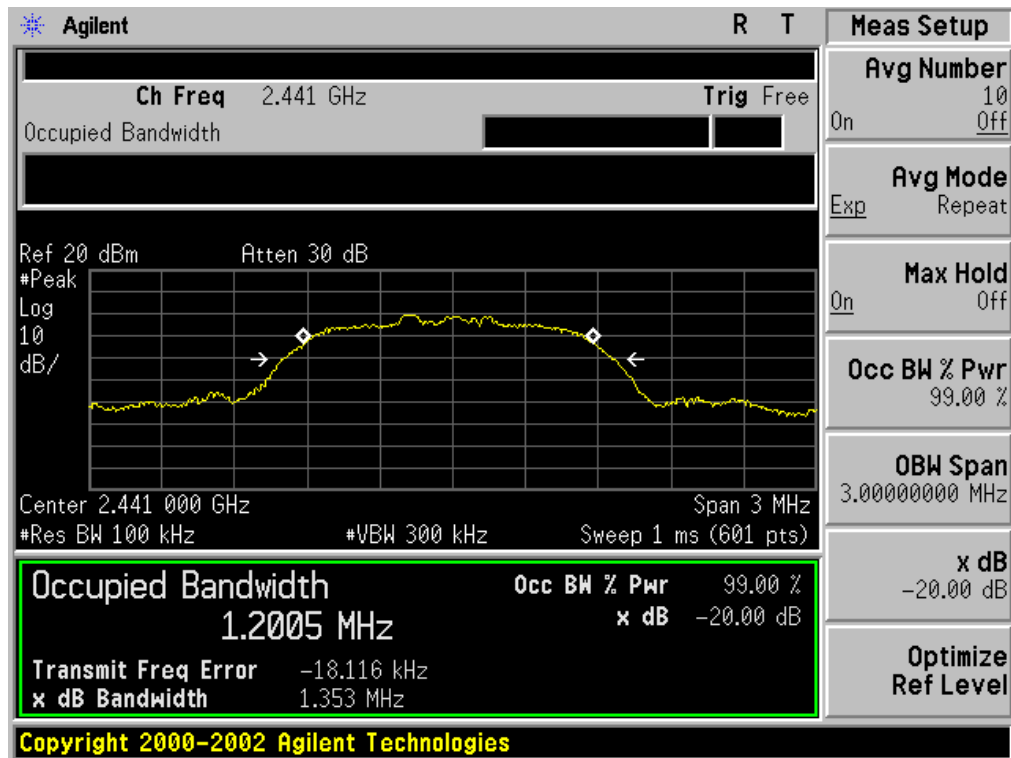 Agilent R T
Ch Freq 2.441 GHz Trig Free
Occupied Bandwidth
Ref 20 dBm Atten 30 dB
#Peak
Log
10
dB/
Center 2.441 000 GHz Span 3 MHz
#Res BW 100 kHz #VBW 300 kHz Sweep 1 ms (601 pts)
Occupied Bandwidth Occ BW % Pwr 99.00 %
1.2005 MHz x dB -20.00 dB
Transmit Freq Error -18.116 kHz
x dB Bandwidth 1.353 MHz
Copyright 2000-2002 Agilent Technologies
Meas Setup
Avg Number
10
On Off
Avg Mode
Exp Repeat
Max Hold
On Off
Occ BW % Pwr
99.00 %
OBW Span
3.00000000 MHz
x dB
-20.00 dB
Optimize
Ref Level